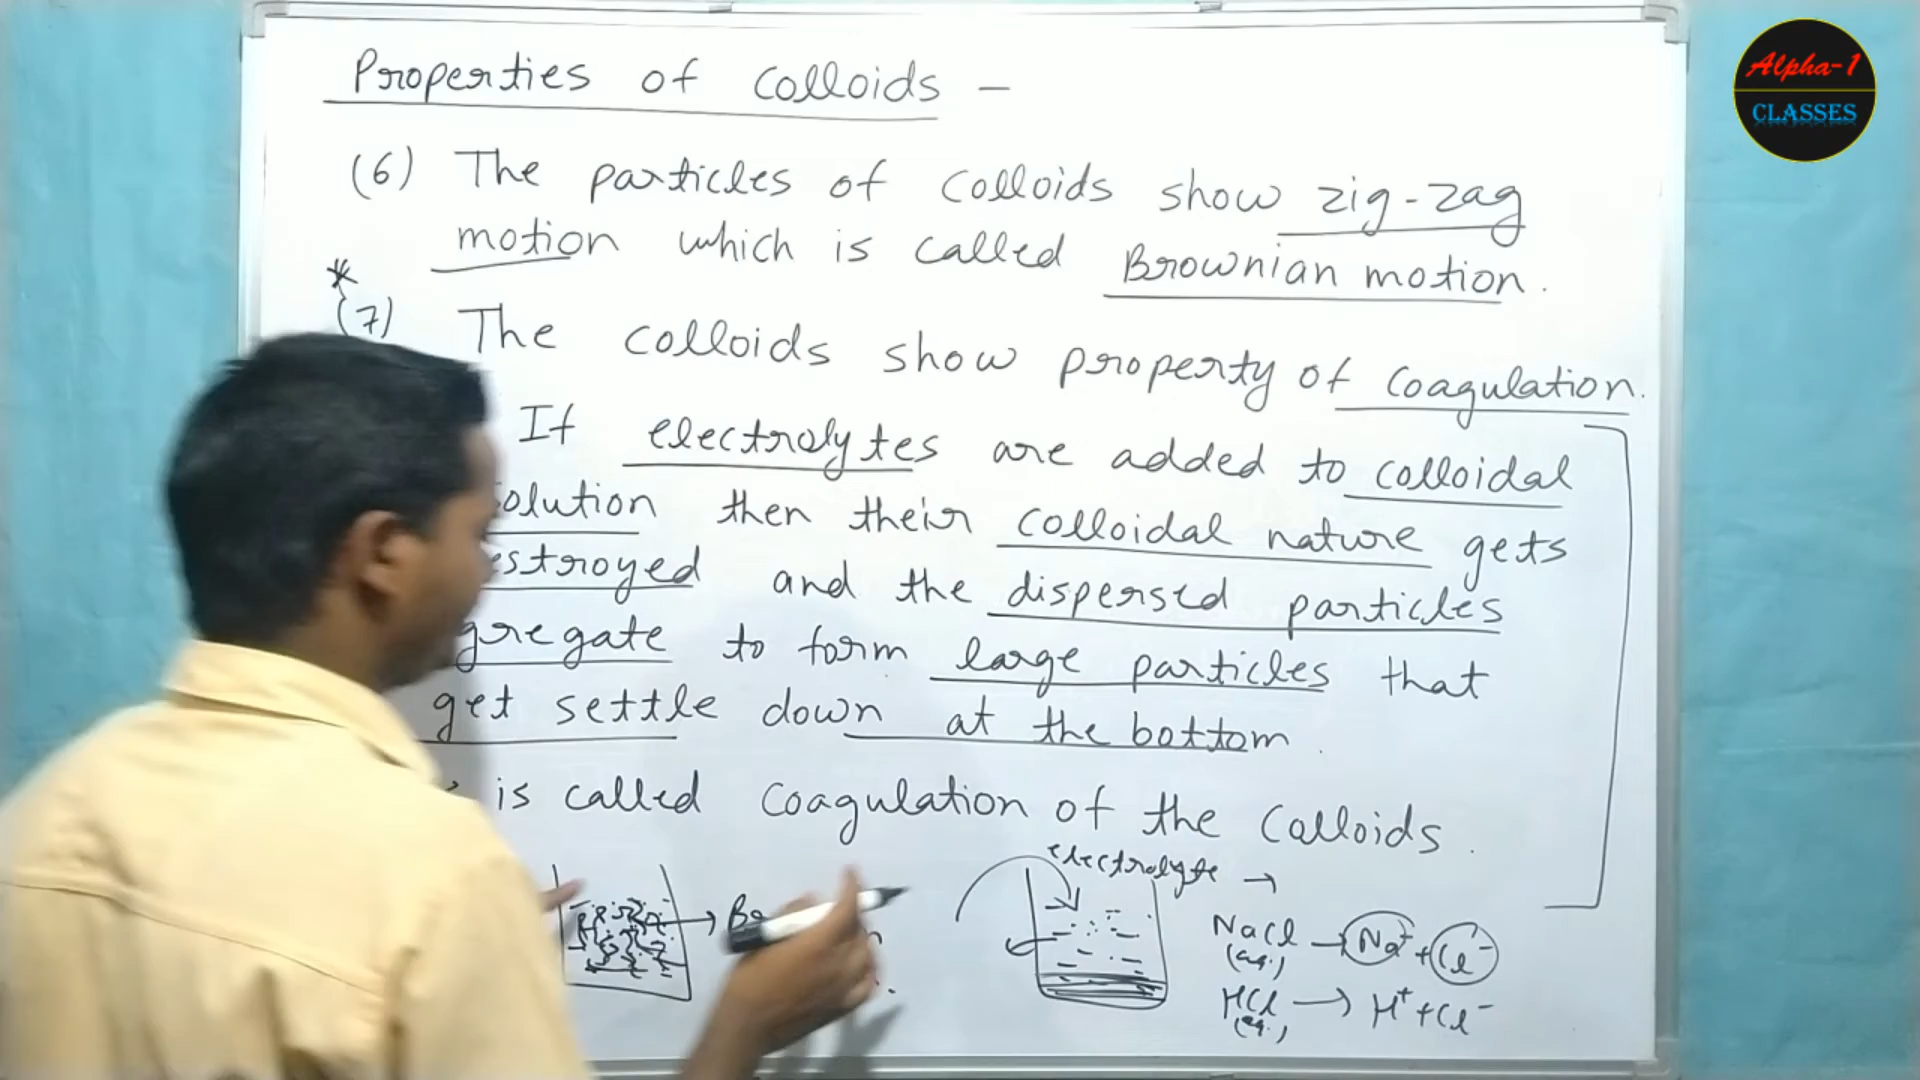 Alpha-1
CLASSES
Properties of Colloids -
(6) The particles of colloids show zig-zag
motion which is called Brownian motion.
*
(7) The colloids show property of coagulation.
If electrolytes are added to colloidal
olution then their colloidal nature gets
estroyed and the dispersed particles
gregate to form large particles that
get settle down at the bottom.
is called coagulation of the colloids.
electrolyte →
NaCl → Na⁺ + Cl⁻
(aq.)
HCl → H⁺ + Cl⁻
(aq.)